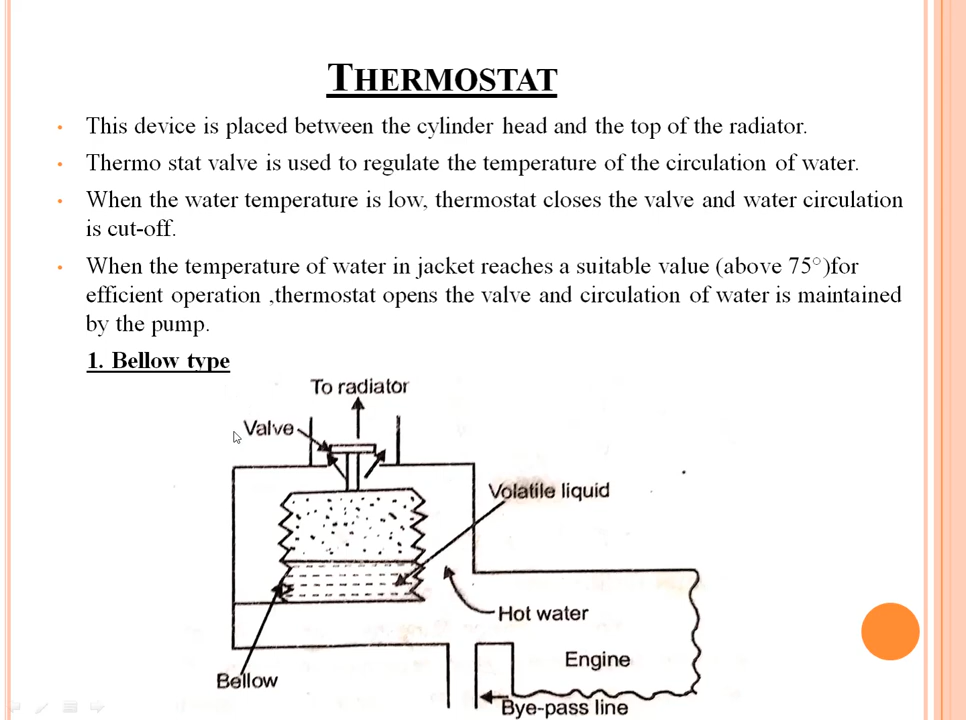 THERMOSTAT
• This device is placed between the cylinder head and the top of the radiator.
• Thermo stat valve is used to regulate the temperature of the circulation of water.
• When the water temperature is low, thermostat closes the valve and water circulation
is cut-off.
• When the temperature of water in jacket reaches a suitable value (above 75°)for
efficient operation ,thermostat opens the valve and circulation of water is maintained
by the pump.
1. Bellow type
To radiator
Valve
Volatile liquid
Hot water
Engine
Bellow
Bye-pass line